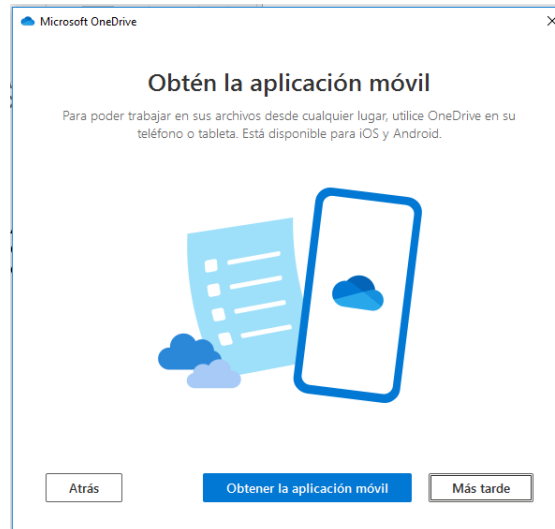 Microsoft OneDrive
Obtén la aplicación móvil
Para poder trabajar en sus archivos desde cualquier lugar, utilice OneDrive en su
teléfono o tableta. Está disponible para iOS y Android.
Atrás
Obtener la aplicación móvil
Más tarde